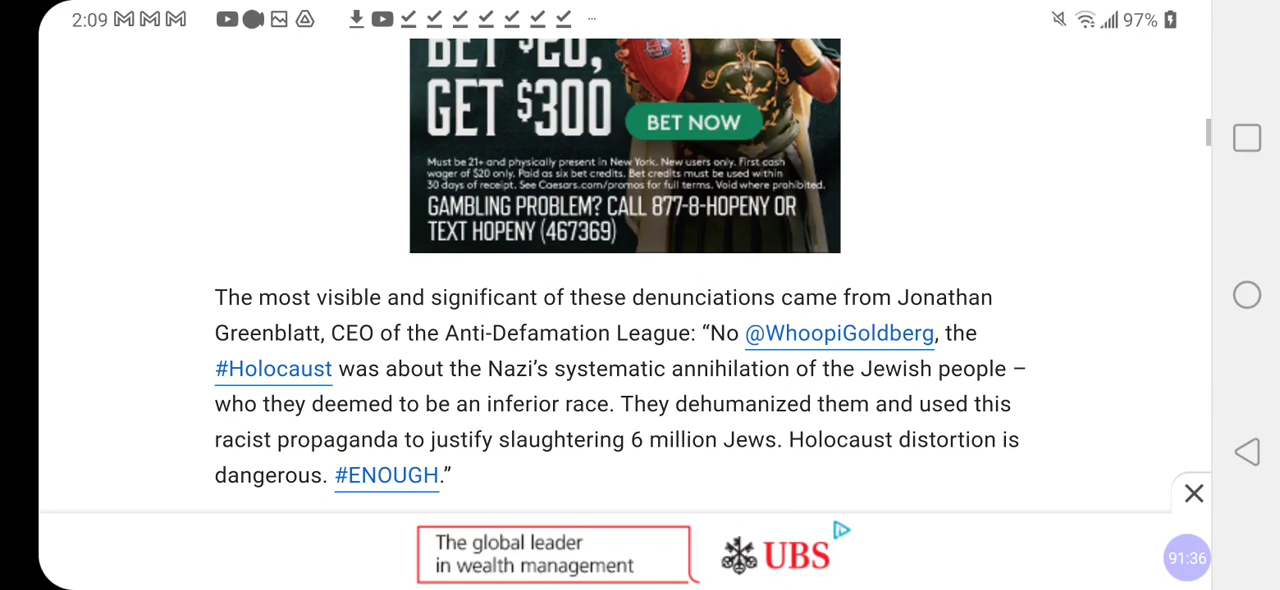 2:09
97%
BET $20,
GET $300
BET NOW
Must be 21+ and physically present in New York. New users only. First cash
wager of $20 only. Paid as six bet credits. Bet credits must be used within
30 days of receipt. See Caesars.com/promos for full terms. Void where prohibited.
GAMBLING PROBLEM? CALL 877-8-HOPENY OR
TEXT HOPENY (467369)
The most visible and significant of these denunciations came from Jonathan
Greenblatt, CEO of the Anti-Defamation League: “No @WhoopiGoldberg, the
#Holocaust was about the Nazi’s systematic annihilation of the Jewish people –
who they deemed to be an inferior race. They dehumanized them and used this
racist propaganda to justify slaughtering 6 million Jews. Holocaust distortion is
dangerous. #ENOUGH.”
The global leader
in wealth management
UBS
91:36